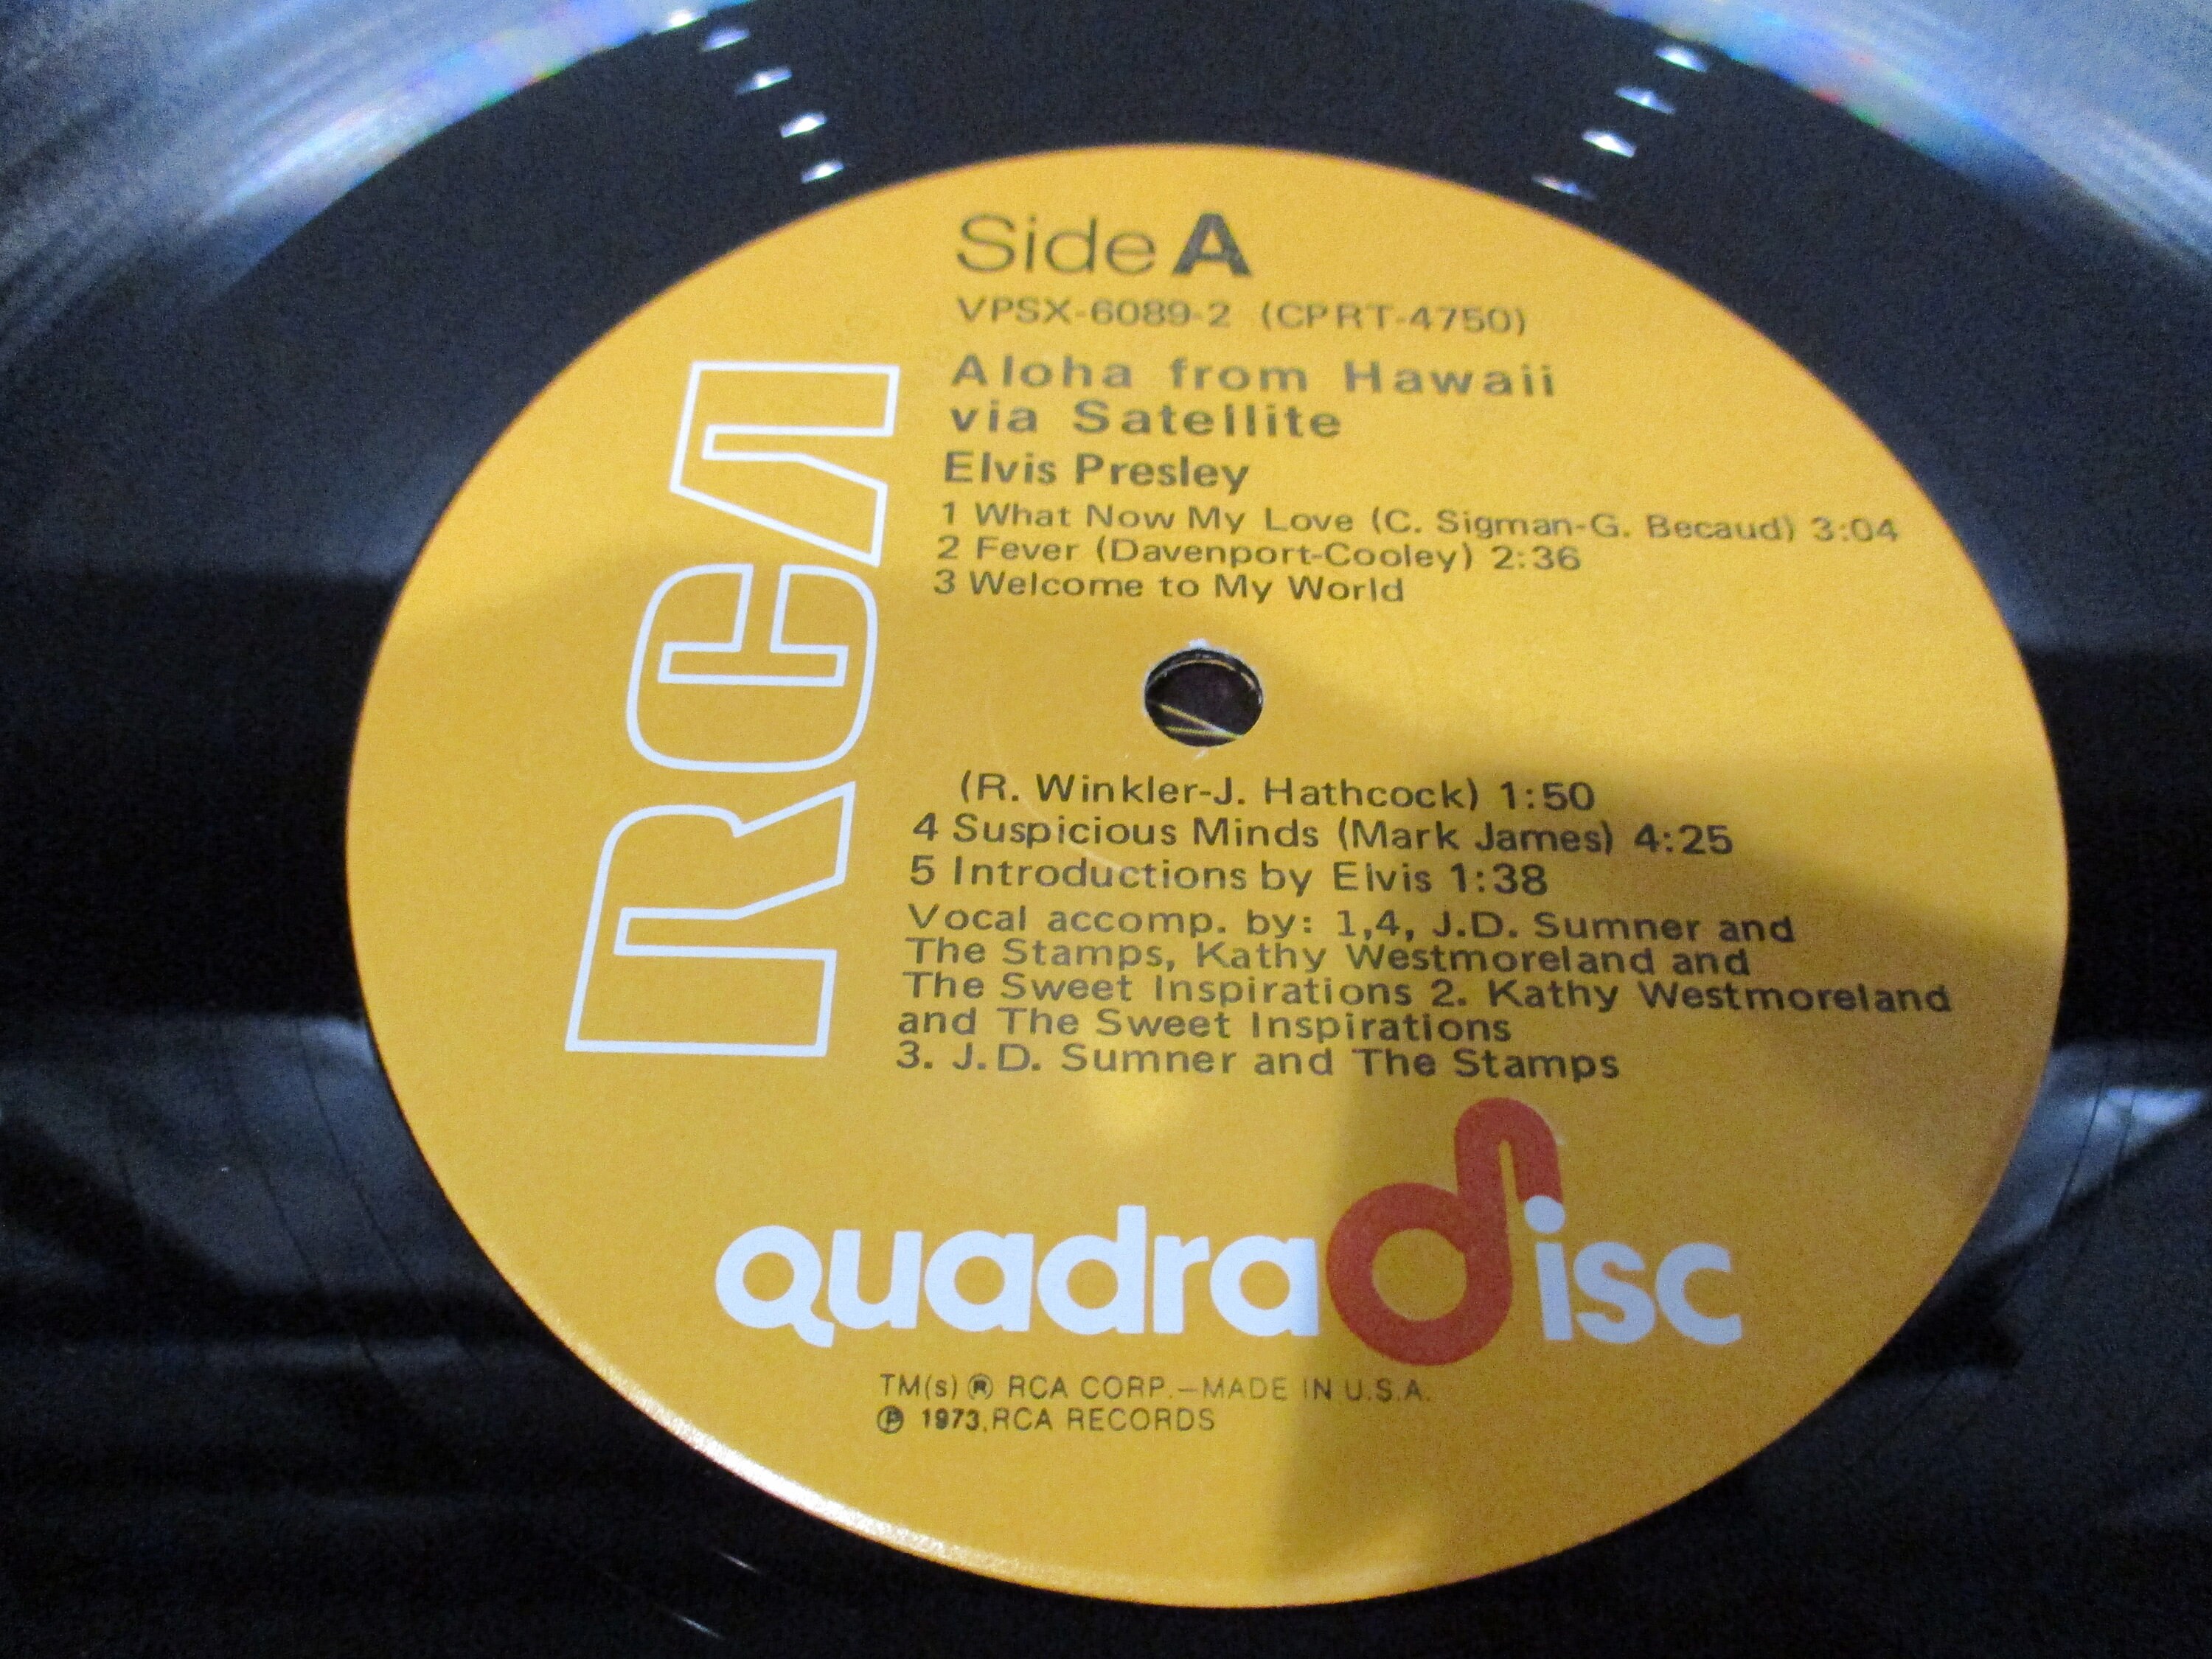 Side A
VPSX-6089-2 (CPRT-4750)
Aloha from Hawaii
via Satellite
Elvis Presley
1 What Now My Love (C. Sigman-G. Becaud) 3:04
2 Fever (Davenport-Cooley) 2:36
3 Welcome to My World
(R. Winkler-J. Hathcock) 1:50
4 Suspicious Minds (Mark James) 4:25
5 Introductions by Elvis 1:38
Vocal accomp. by: 1,4, J.D. Sumner and
The Stamps, Kathy Westmoreland and
The Sweet Inspirations 2. Kathy Westmoreland
and The Sweet Inspirations
3. J.D. Sumner and The Stamps
RCA
quadradisc
TM(s) ® RCA CORP.—MADE IN U.S.A.
℗ 1973, RCA RECORDS